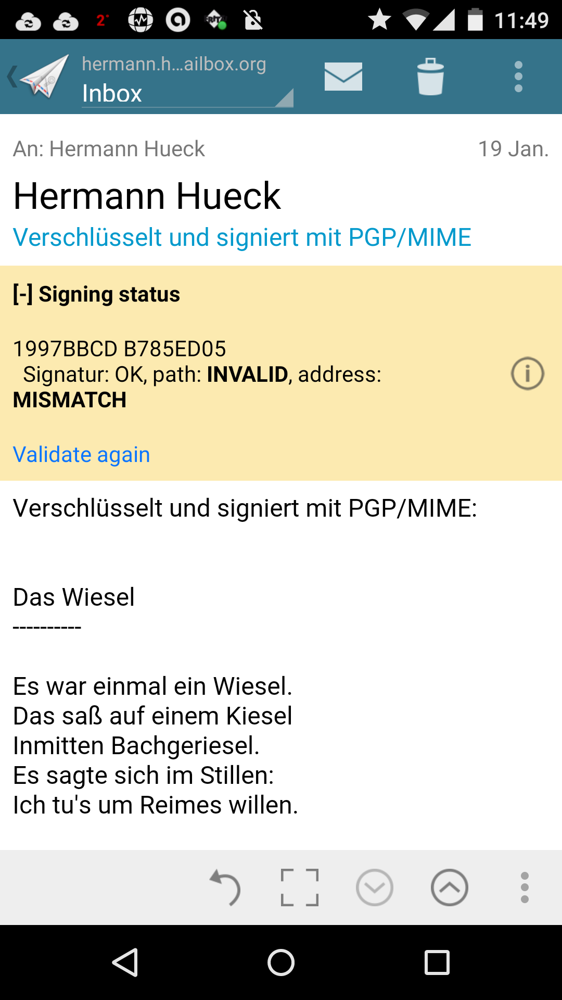 2°
11:49
hermann.h...ailbox.org
Inbox
An: Hermann Hueck
19 Jan.
Hermann Hueck
Verschlüsselt und signiert mit PGP/MIME
[-] Signing status
1997BBCD B785ED05
Signatur: OK, path: INVALID, address:
MISMATCH
Validate again
Verschlüsselt und signiert mit PGP/MIME:
Das Wiesel
----------
Es war einmal ein Wiesel.
Das saß auf einem Kiesel
Inmitten Bachgeriesel.
Es sagte sich im Stillen:
Ich tu's um Reimes willen.